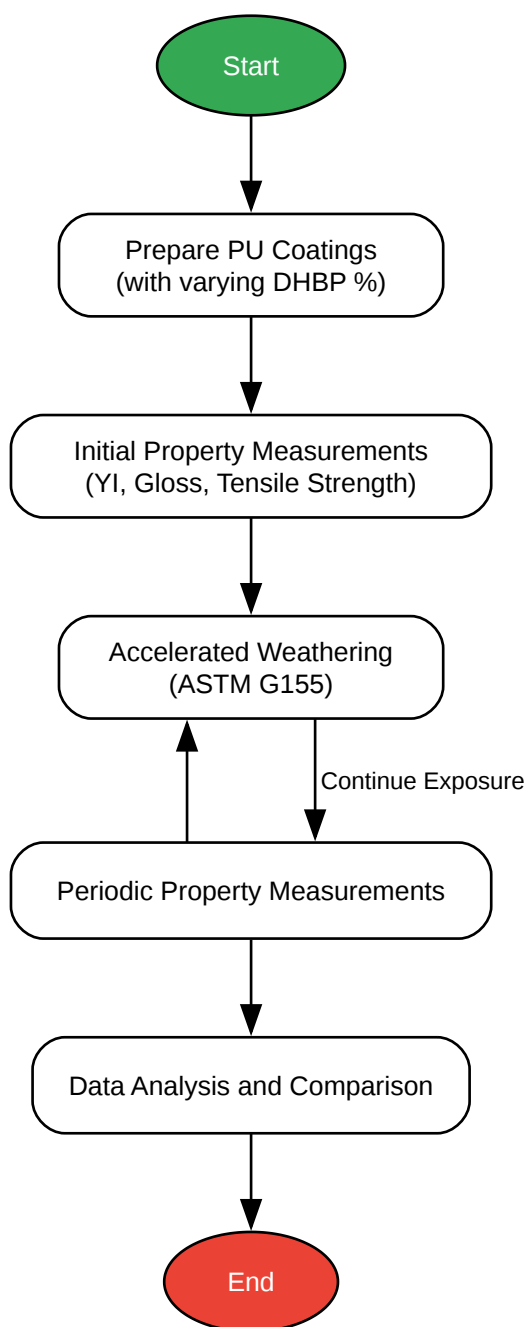 Start
Prepare PU Coatings
(with varying DHBP %)
Initial Property Measurements
(YI, Gloss, Tensile Strength)
Accelerated Weathering
(ASTM G155)
Continue Exposure
Periodic Property Measurements
Data Analysis and Comparison
End